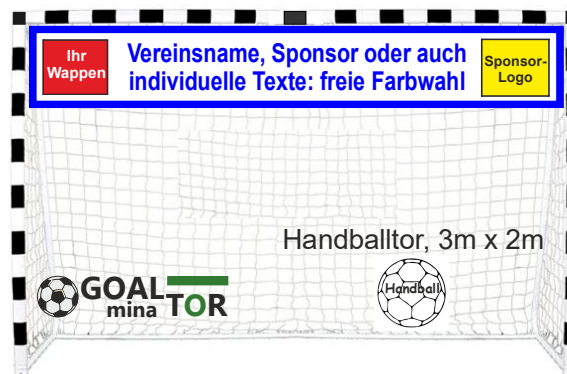 Ihr
Wappen
Vereinsname, Sponsor oder auch
individuelle Texte: freie Farbwahl
Sponsor-
Logo
Handballtor, 3m x 2m
GOAL
mina TOR
Handball